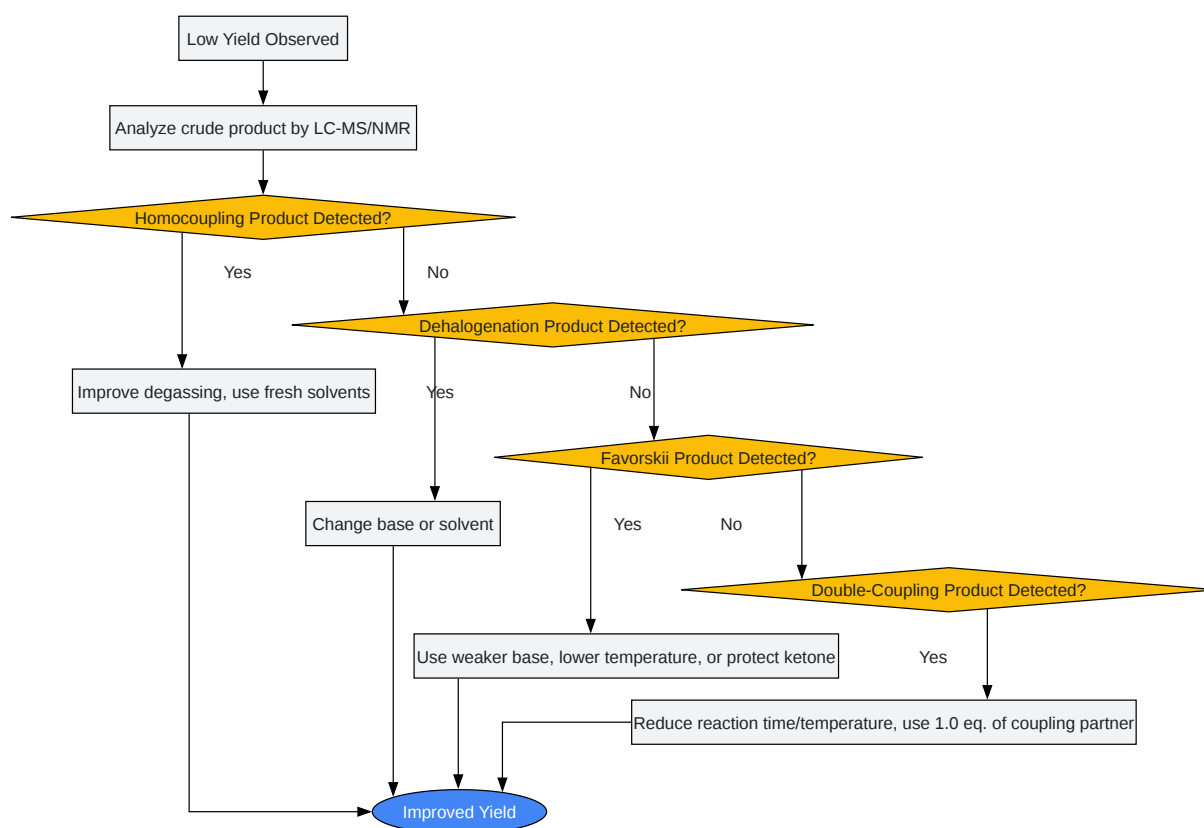 Low Yield Observed
Analyze crude product by LC-MS/NMR
Homocoupling Product Detected?
Yes
No
Dehalogenation Product Detected?
Improve degassing, use fresh solvents
Yes
No
Favorskii Product Detected?
Change base or solvent
Yes
No
Double-Coupling Product Detected?
Use weaker base, lower temperature, or protect ketone
Yes
Reduce reaction time/temperature, use 1.0 eq. of coupling partner
Improved Yield